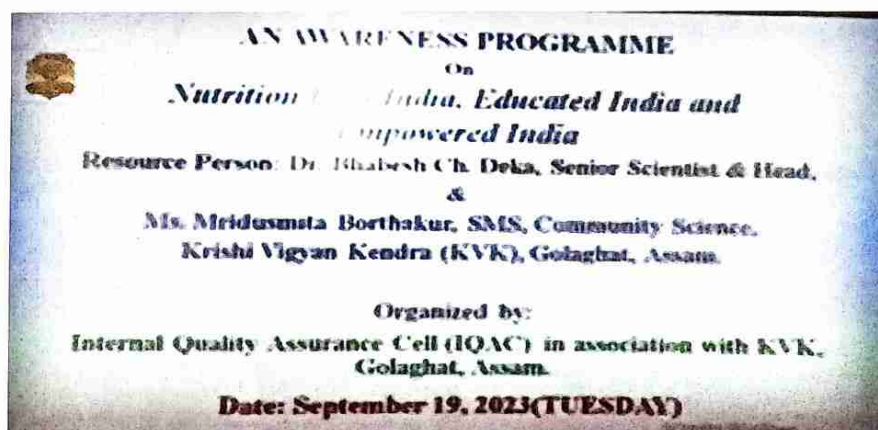 AN AWARENESS PROGRAMME
On
Nutrition India, Educated India and
Empowered India
Resource Person: Dr. Bhabesh Ch. Deka, Senior Scientist & Head,
&
Ms. Mridusmita Borthakur, SMS, Community Science,
Krishi Vigyan Kendra (KVK), Golaghat, Assam.
Organized by:
Internal Quality Assurance Cell (IQAC) in association with KVK,
Golaghat, Assam.
Date: September 19, 2023(TUESDAY)